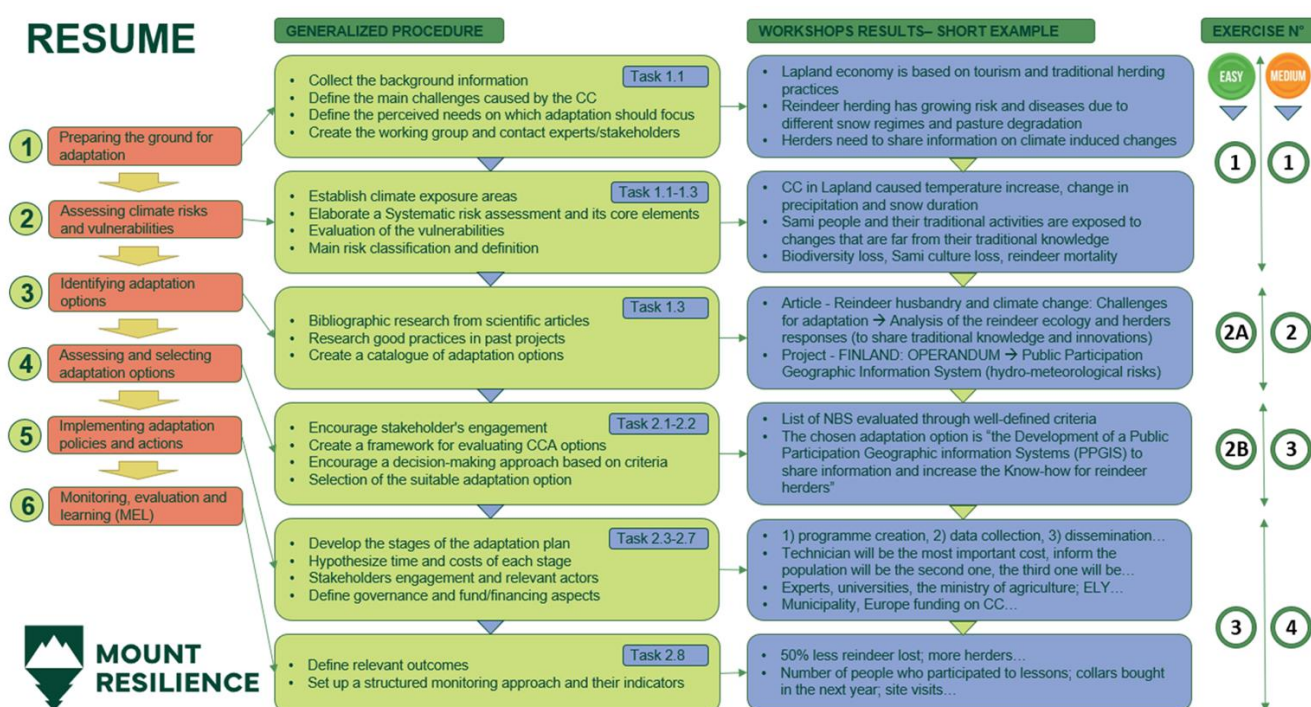 RESUME
GENERALIZED PROCEDURE
WORKSHOPS RESULTS– SHORT EXAMPLE
EXERCISE N°
EASY
MEDIUM
1
Preparing the ground for
adaptation
2
Assessing climate risks
and vulnerabilities
3
Identifying adaptation
options
4
Assessing and selecting
adaptation options
5
Implementing adaptation
policies and actions
6
Monitoring, evaluation and
learning (MEL)
Task 1.1
• Collect the background information
• Define the main challenges caused by the CC
• Define the perceived needs on which adaptation should focus
• Create the working group and contact experts/stakeholders
• Lapland economy is based on tourism and traditional herding
practices
• Reindeer herding has growing risk and diseases due to
different snow regimes and pasture degradation
• Herders need to share information on climate induced changes
1
1
Task 1.1-1.3
• Establish climate exposure areas
• Elaborate a Systematic risk assessment and its core elements
• Evaluation of the vulnerabilities
• Main risk classification and definition
• CC in Lapland caused temperature increase, change in
precipitation and snow duration
• Sami people and their traditional activities are exposed to
changes that are far from their traditional knowledge
• Biodiversity loss, Sami culture loss, reindeer mortality
Task 1.3
• Bibliographic research from scientific articles
• Research good practices in past projects
• Create a catalogue of adaptation options
• Article - Reindeer husbandry and climate change: Challenges
for adaptation → Analysis of the reindeer ecology and herders
responses (to share traditional knowledge and innovations)
• Project - FINLAND: OPERANDUM → Public Participation
Geographic Information System (hydro-meteorological risks)
2A
2
Task 2.1-2.2
• Encourage stakeholder's engagement
• Create a framework for evaluating CCA options
• Encourage a decision-making approach based on criteria
• Selection of the suitable adaptation option
• List of NBS evaluated through well-defined criteria
• The chosen adaptation option is “the Development of a Public
Participation Geographic information Systems (PPGIS) to
share information and increase the Know-how for reindeer
herders”
2B
3
Task 2.3-2.7
• Develop the stages of the adaptation plan
• Hypothesize time and costs of each stage
• Stakeholders engagement and relevant actors
• Define governance and fund/financing aspects
• 1) programme creation, 2) data collection, 3) dissemination…
• Technician will be the most important cost, inform the
population will be the second one, the third one will be…
• Experts, universities, the ministry of agriculture; ELY…
• Municipality, Europe funding on CC…
3
4
Task 2.8
• Define relevant outcomes
• Set up a structured monitoring approach and their indicators
• 50% less reindeer lost; more herders…
• Number of people who participated to lessons; collars bought
in the next year; site visits…
MOUNT
RESILIENCE